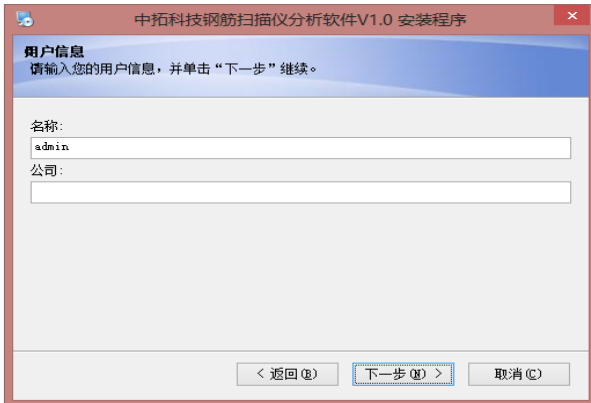 中拓科技钢筋扫描仪分析软件V1.0 安装程序
用户信息
请输入您的用户信息，并单击“下一步”继续。
名称:
admin
公司:
< 返回(B)
下一步(N) >
取消(C)